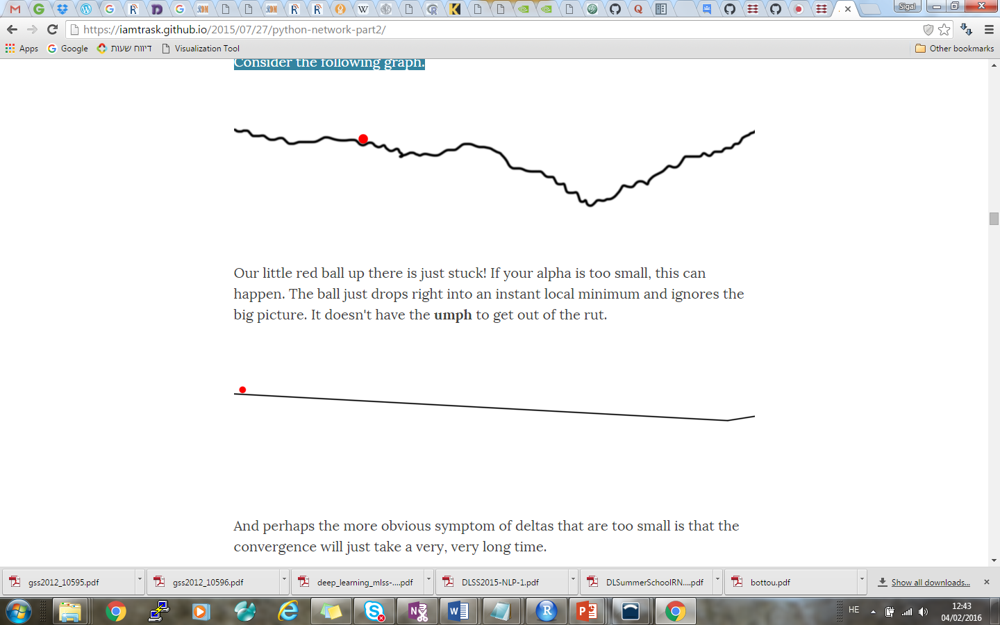 Sigal
https://iamtrask.github.io/2015/07/27/python-network-part2/
Apps Google דיווח שעות Visualization Tool Other bookmarks
Consider the following graph.
Our little red ball up there is just stuck! If your alpha is too small, this can
happen. The ball just drops right into an instant local minimum and ignores the
big picture. It doesn't have the umph to get out of the rut.
And perhaps the more obvious symptom of deltas that are too small is that the
convergence will just take a very, very long time.
gss2012_10595.pdf gss2012_10596.pdf deep_learning_mlss-....pdf DLSS2015-NLP-1.pdf DLSummerSchoolRN....pdf bottou.pdf Show all downloads...
HE 12:43
04/02/2016